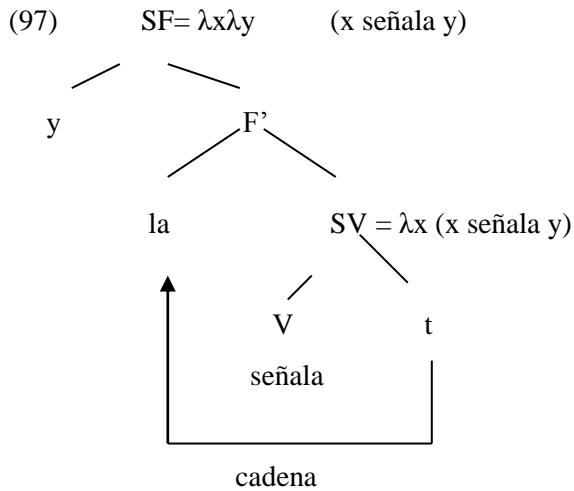 (97) SF= λxλy (x señala y)
y F’
la SV = λx (x señala y)
V t
señala
cadena